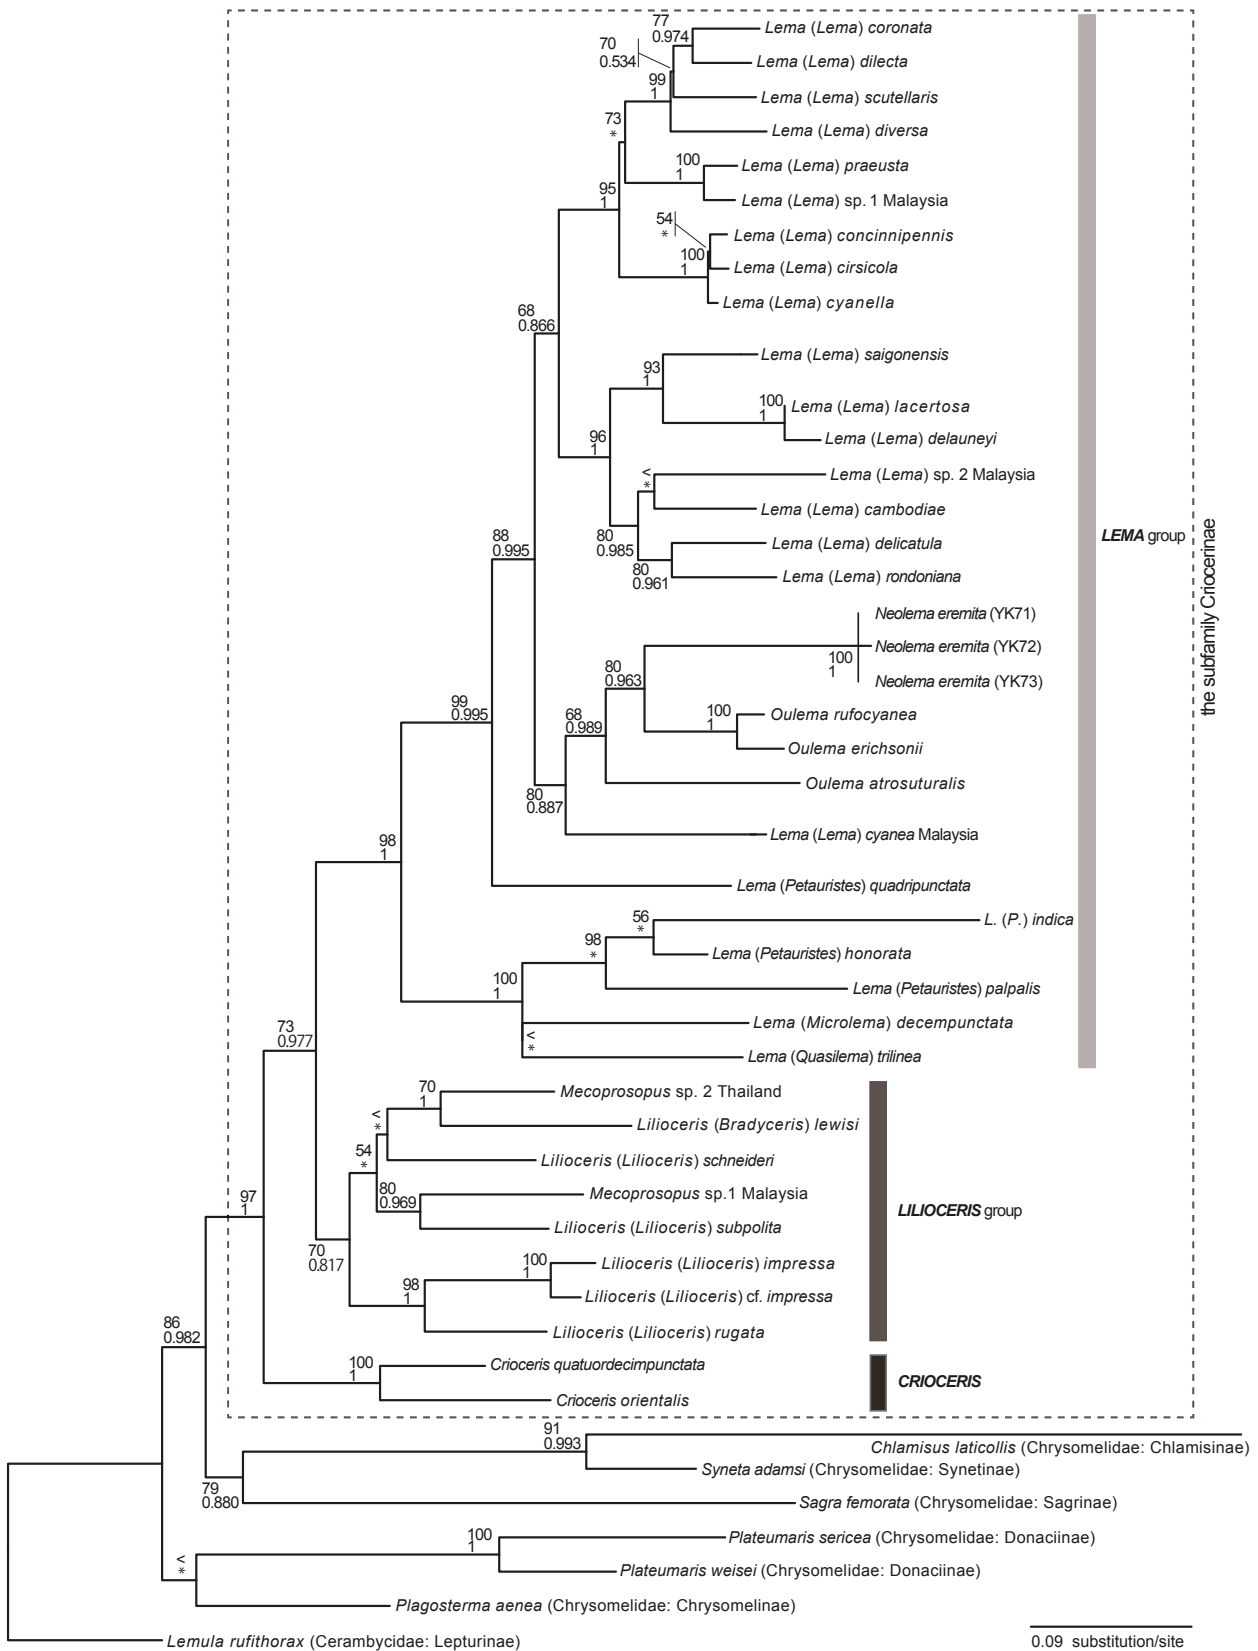 77
0.974
Lema (Lema) coronata
70
0.534
Lema (Lema) dilecta
99
1
Lema (Lema) scutellaris
73
*
Lema (Lema) diversa
100
1
Lema (Lema) praeusta
95
1
Lema (Lema) sp. 1 Malaysia
54
*
Lema (Lema) concinnipennis
100
1
Lema (Lema) cirsicola
Lema (Lema) cyanella
68
0.866
Lema (Lema) saigonensis
93
1
100
1
Lema (Lema) lacertosa
96
1
Lema (Lema) delauneyi
<
*
Lema (Lema) sp. 2 Malaysia
Lema (Lema) cambodiae
88
0.995
80
0.985
Lema (Lema) delicatula
80
0.961
Lema (Lema) rondoniana
LEMA group
the subfamily Criocerinae
Neolema eremita (YK71)
Neolema eremita (YK72)
100
1
80
0.963
Neolema eremita (YK73)
99
0.995
68
0.989
100
1
Oulema rufocyanea
Oulema erichsonii
Oulema atrosuturalis
80
0.887
Lema (Lema) cyanea Malaysia
98
1
Lema (Petauristes) quadripunctata
56
*
L. (P.) indica
98
*
Lema (Petauristes) honorata
100
1
Lema (Petauristes) palpalis
Lema (Microlema) decempunctata
<
*
73
0.977
Lema (Quasilema) trilinea
70
1
Mecoprosopus sp. 2 Thailand
<
*
Lilioceris (Bradyceris) lewisi
54
*
Lilioceris (Lilioceris) schneideri
80
0.969
Mecoprosopus sp.1 Malaysia
97
1
LILIOCERIS group
Lilioceris (Lilioceris) subpolita
70
0.817
100
1
Lilioceris (Lilioceris) impressa
98
1
Lilioceris (Lilioceris) cf. impressa
86
0.982
Lilioceris (Lilioceris) rugata
100
1
Crioceris quatuordecimpunctata
CRIOCERIS
Crioceris orientalis
91
0.993
Chlamisus laticollis (Chrysomelidae: Chlamisinae)
Syneta adamsi (Chrysomelidae: Synetinae)
79
0.880
Sagra femorata (Chrysomelidae: Sagrinae)
100
1
Plateumaris sericea (Chrysomelidae: Donaciinae)
<
*
Plateumaris weisei (Chrysomelidae: Donaciinae)
Plagosterma aenea (Chrysomelidae: Chrysomelinae)
Lemula rufithorax (Cerambycidae: Lepturinae)
0.09 substitution/site